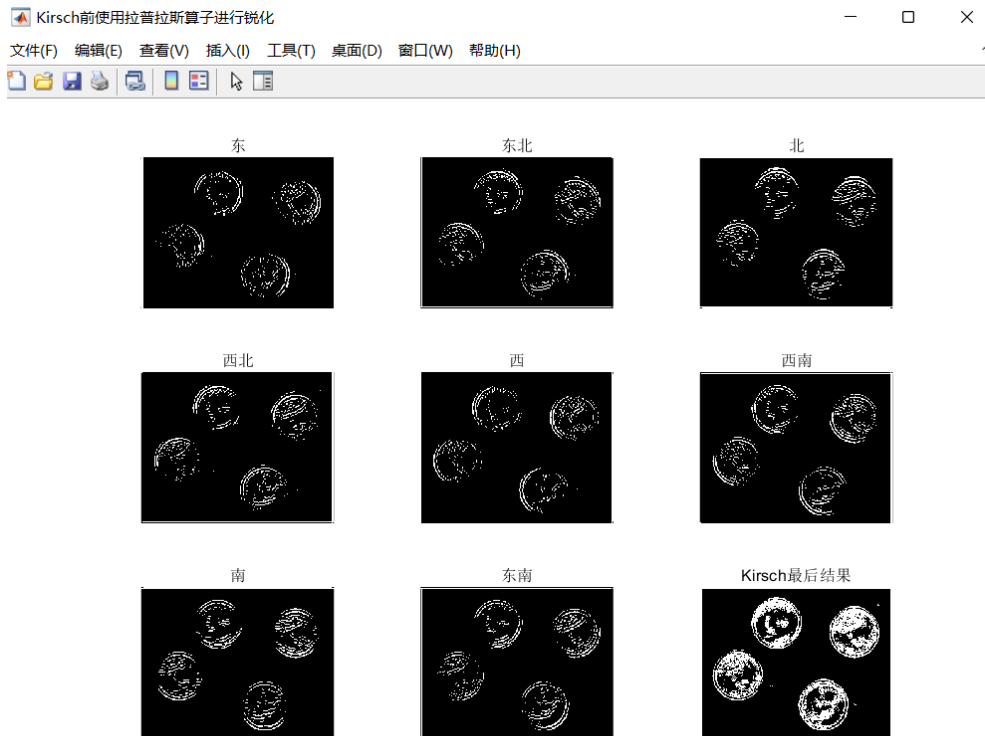 Kirsch前使用拉普拉斯算子进行锐化
文件(F) 编辑(E) 查看(V) 插入(I) 工具(T) 桌面(D) 窗口(W) 帮助(H)
东 东北 北
西北 西 西南
南 东南 Kirsch最后结果